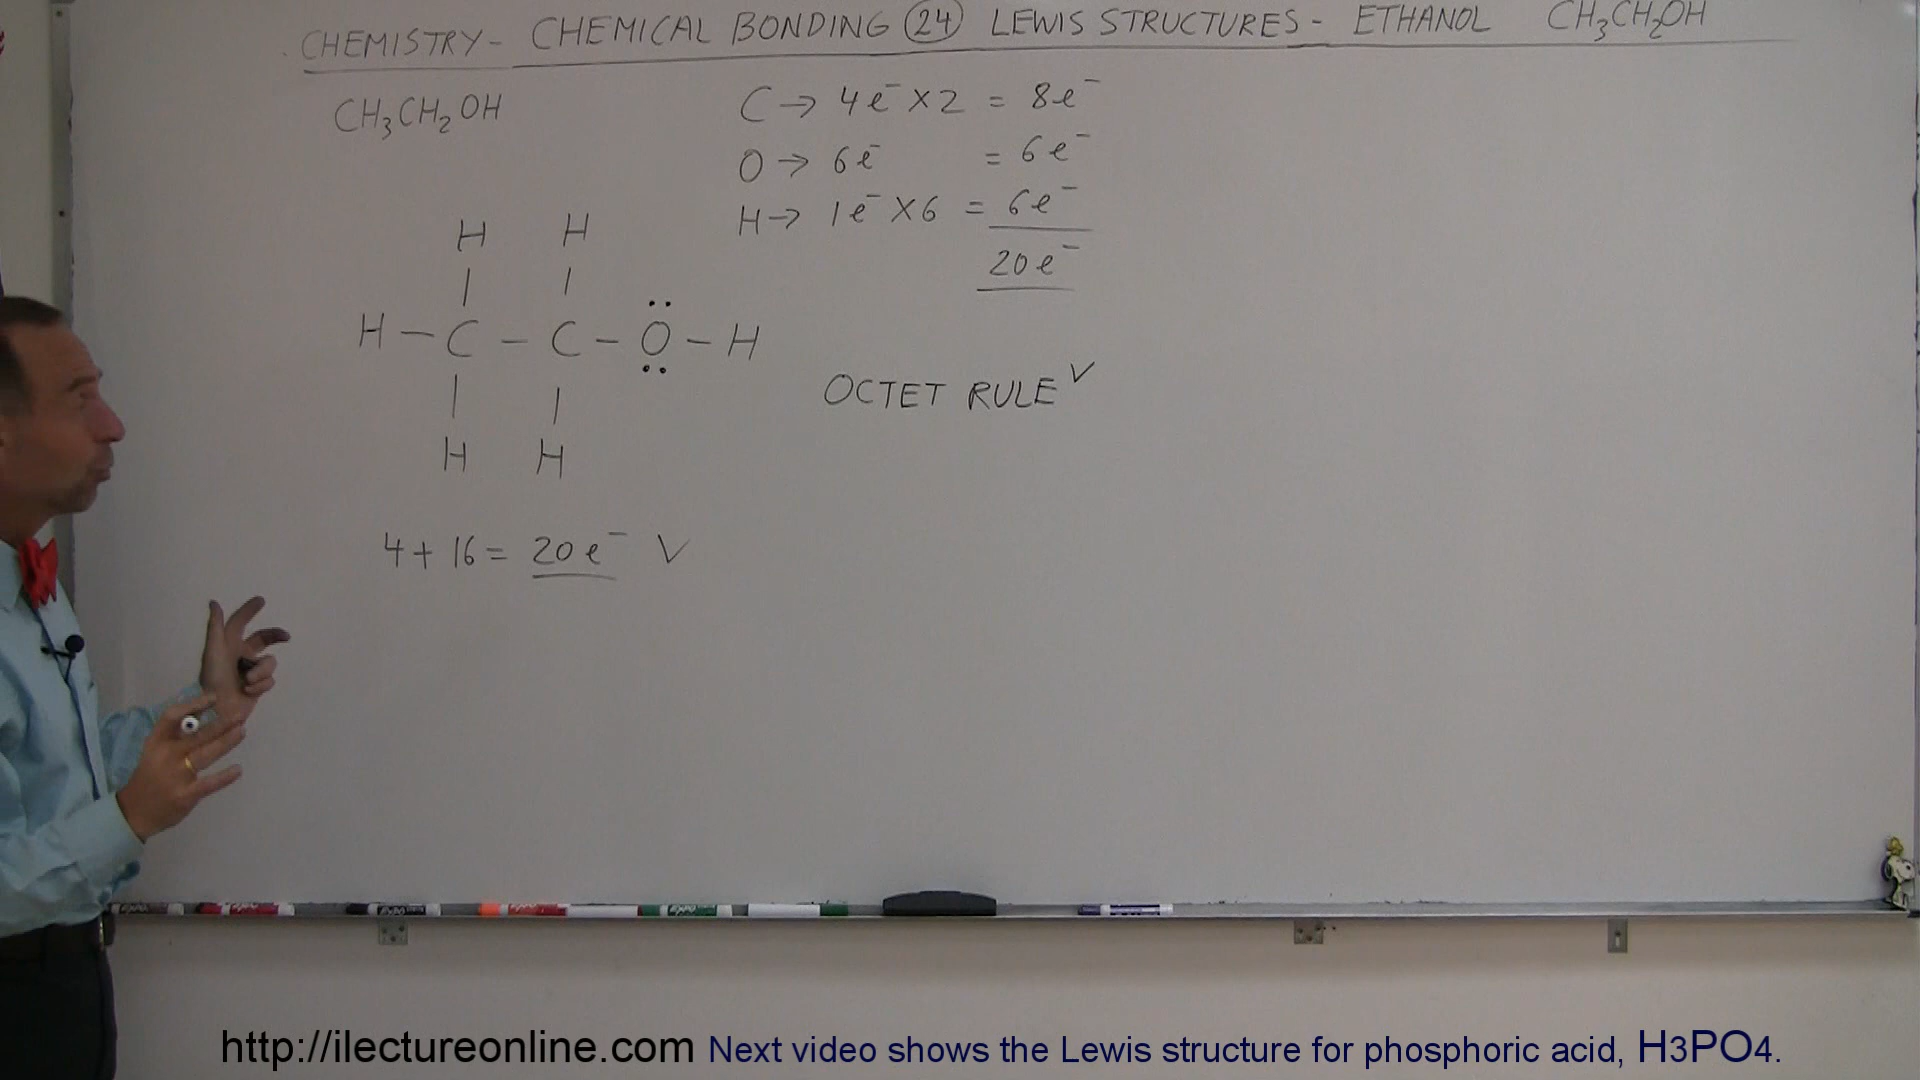 CHEMISTRY - CHEMICAL BONDING 24 LEWIS STRUCTURES - ETHANOL CH₃CH₂OH
CH₃CH₂OH
C → 4e⁻ × 2 = 8e⁻
O → 6e⁻ = 6e⁻
H → 1e⁻ × 6 = 6e⁻
20e⁻
H H
| |
H – C – C – O – H
| |
H H
OCTET RULE √
4 + 16 = 20e⁻ √
http://ilectureonline.com Next video shows the Lewis structure for phosphoric acid, H3PO4.